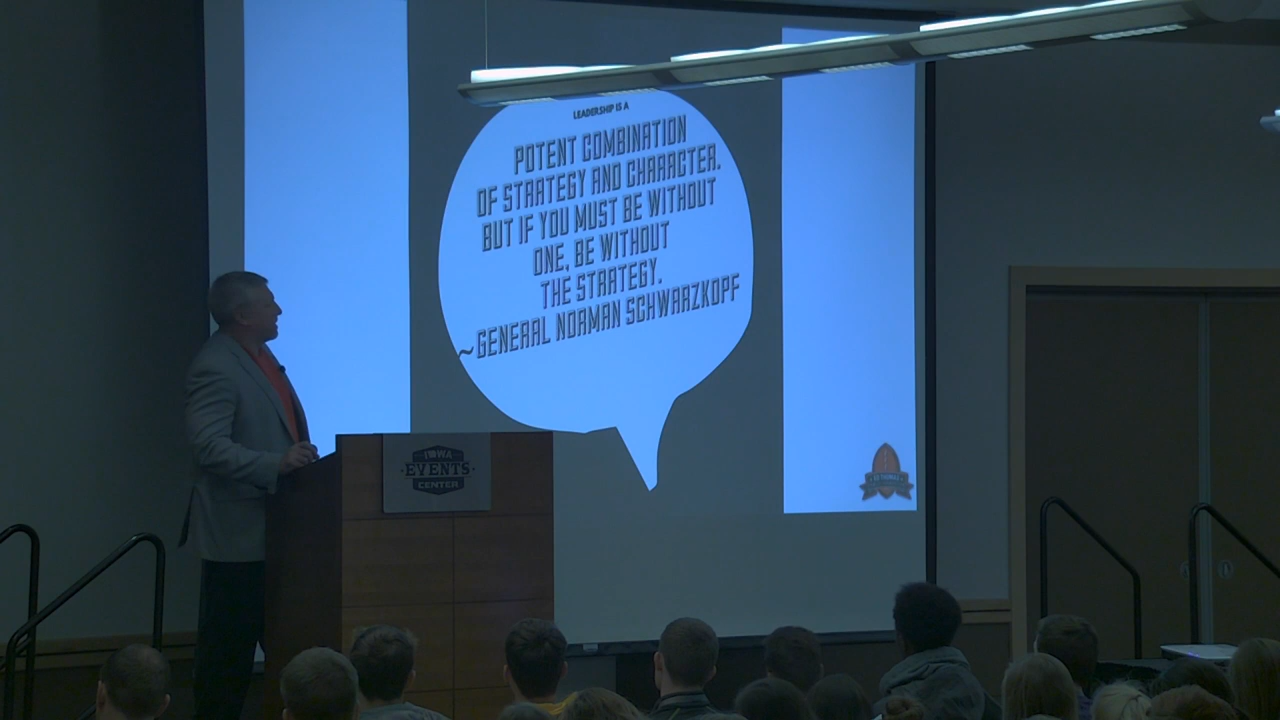 LEADERSHIP IS A
POTENT COMBINATION
OF STRATEGY AND CHARACTER.
BUT IF YOU MUST BE WITHOUT
ONE, BE WITHOUT
THE STRATEGY.
~GENERAL NORMAN SCHWARZKOPF
IOWA
EVENTS
CENTER